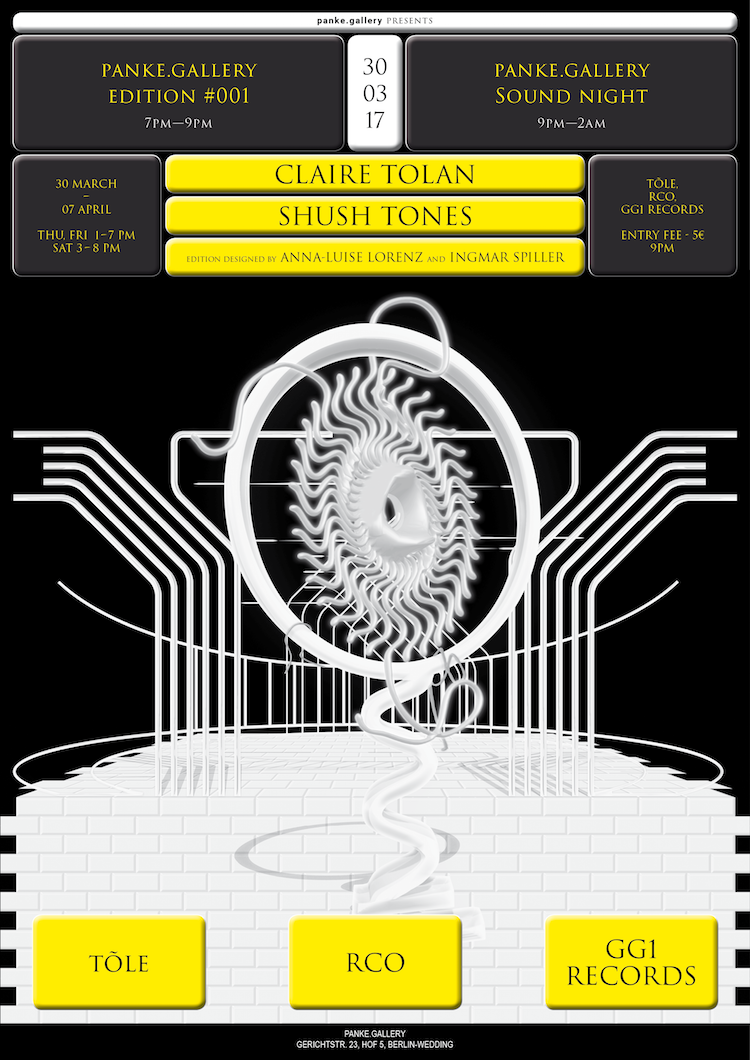 panke.gallery PRESENTS
PANKE.GALLERY
EDITION #001
7PM—9PM
30
03
17
PANKE.GALLERY
SOUND NIGHT
9PM—2AM
30 MARCH
–
07 APRIL
THU, FRI 1–7 PM
SAT 3–8 PM
CLAIRE TOLAN
SHUSH TONES
EDITION DESIGNED BY ANNA-LUISE LORENZ AND INGMAR SPILLER
TÕLE,
RCO,
GG1 RECORDS
ENTRY FEE - 5€
9PM
TÕLE
RCO
GG1
RECORDS
PANKE.GALLERY
GERICHTSTR. 23, HOF 5, BERLIN-WEDDING